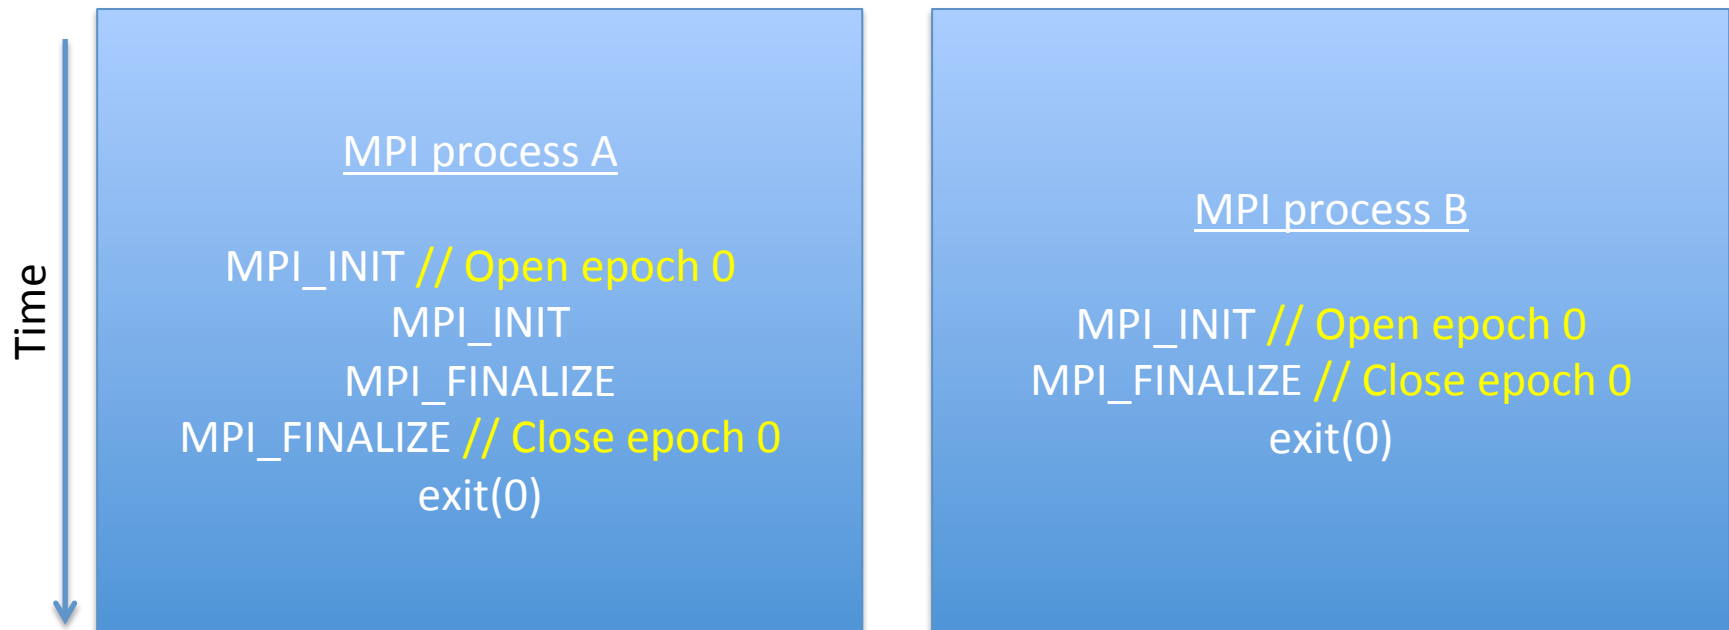 Time
MPI process A
MPI_INIT // Open epoch 0
MPI_INIT
MPI_FINALIZE
MPI_FINALIZE // Close epoch 0
exit(0)
MPI process B
MPI_INIT // Open epoch 0
MPI_FINALIZE // Close epoch 0
exit(0)